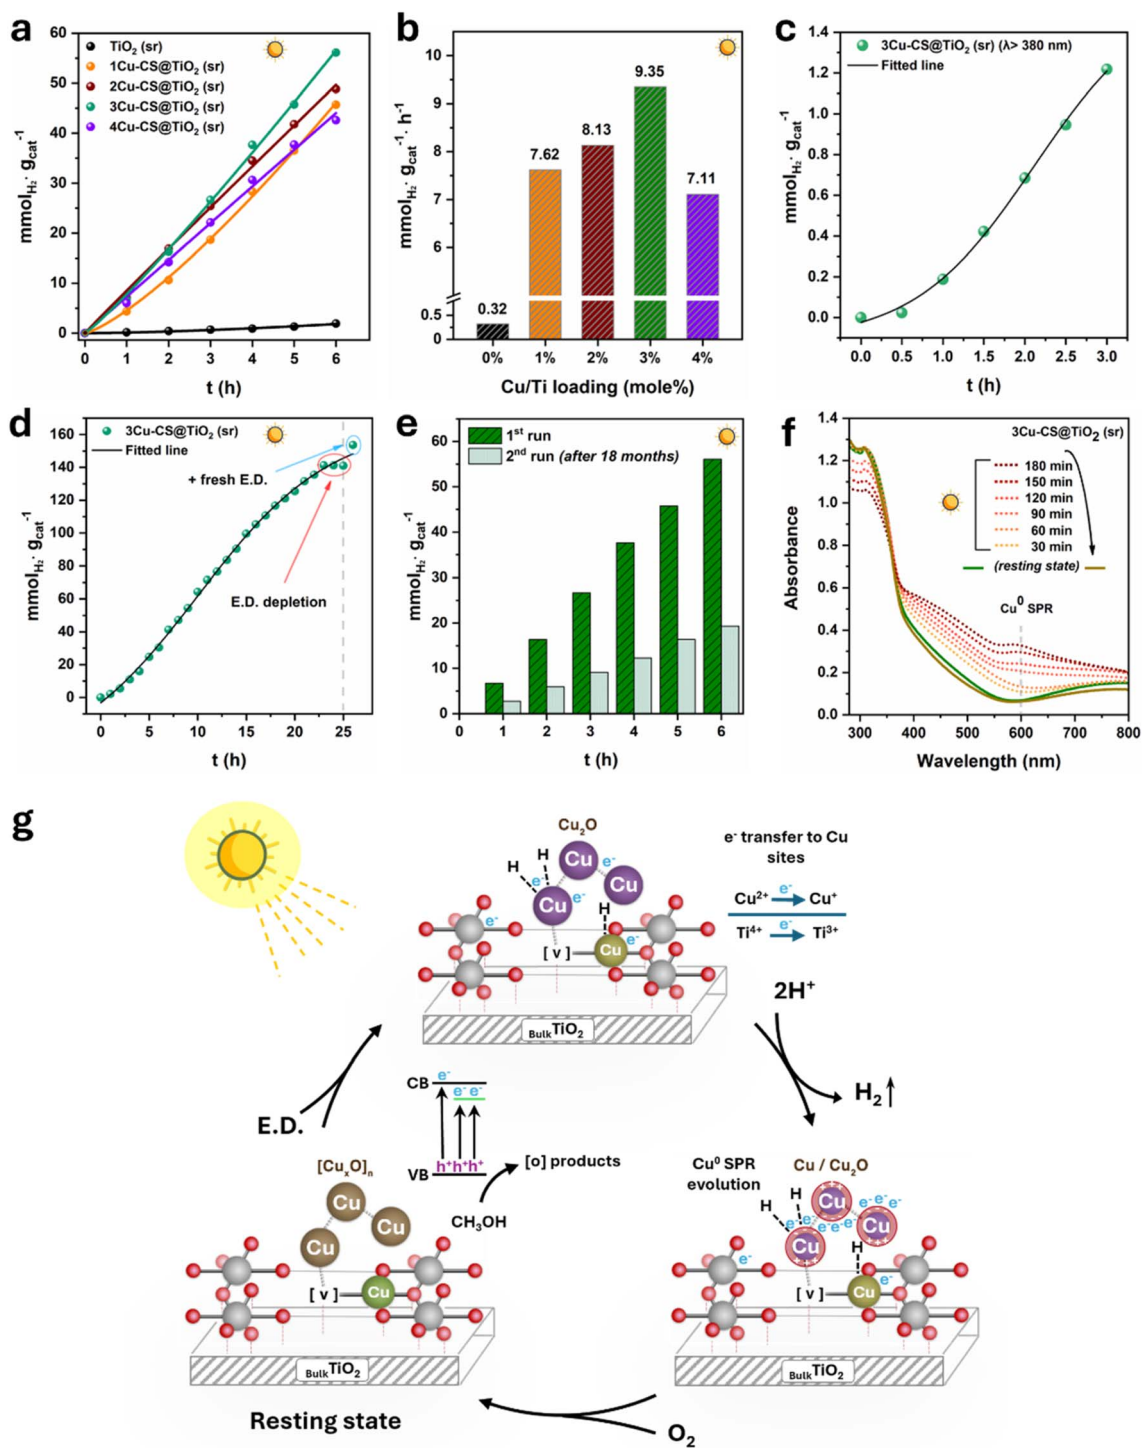 a
60
50
40
30
20
10
0
mmol_H₂· g_cat⁻¹
TiO₂ (sr)
1Cu-CS@TiO₂ (sr)
2Cu-CS@TiO₂ (sr)
3Cu-CS@TiO₂ (sr)
4Cu-CS@TiO₂ (sr)
0 1 2 3 4 5 6
t (h)
b
10
9
8
7
6
0.5
0
mmol_H₂· g_cat⁻¹· h⁻¹
0.32
7.62
8.13
9.35
7.11
0% 1% 2% 3% 4%
Cu/Ti loading (mole%)
c
1.4
1.2
1.0
0.8
0.6
0.4
0.2
0.0
mmol_H₂· g_cat⁻¹
3Cu-CS@TiO₂ (sr) (λ> 380 nm)
Fitted line
0.0 0.5 1.0 1.5 2.0 2.5 3.0
t (h)
d
160
140
120
100
80
60
40
20
0
mmol_H₂· g_cat⁻¹
3Cu-CS@TiO₂ (sr)
Fitted line
+ fresh E.D.
E.D. depletion
0 5 10 15 20 25
t (h)
e
60
50
40
30
20
10
0
mmol_H₂· g_cat⁻¹
1st run
2nd run (after 18 months)
0 1 2 3 4 5 6
t (h)
f
1.4
1.2
1.0
0.8
0.6
0.4
0.2
0.0
Absorbance
3Cu-CS@TiO₂ (sr)
180 min
150 min
120 min
90 min
60 min
30 min
(resting state)
Cu⁰ SPR
300 400 500 600 700 800
Wavelength (nm)
g
Cu₂O
H H
Cu e⁻ Cu
e⁻ Cu e⁻
H
e⁻
[ v ] Cu e⁻
Bulk TiO₂
e⁻ transfer to Cu
sites
Cu²⁺ e⁻ Cu⁺
Ti⁴⁺ e⁻ Ti³⁺
2H⁺
H₂
E.D.
CB e⁻
e⁻ e⁻
VB h⁺h⁺h⁺
[o] products
CH₃OH
[CuₓO]ₙ
Cu
Cu
Cu
[ v ] Cu
Bulk TiO₂
Resting state
Cu⁰ SPR
evolution
Cu / Cu₂O
H H
Cu e⁻ e⁻ e⁻
e⁻ e⁻ e⁻e⁻e⁻ Cu
Cu
H
e⁻
[ v ] Cu e⁻
Bulk TiO₂
O₂